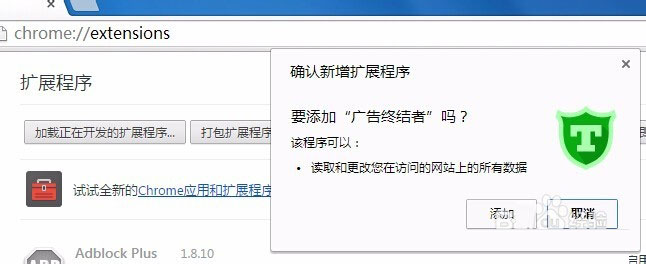 chrome://extensions
扩展程序
确认新增扩展程序
要添加“广告终结者”吗？
该程序可以：
• 读取和更改您在访问的网站上的所有数据
添加 取消
加载正在开发的扩展程序... 打包扩展程序
试试全新的Chrome应用和扩展程序
Adblock Plus 1.8.10
ABP
启用